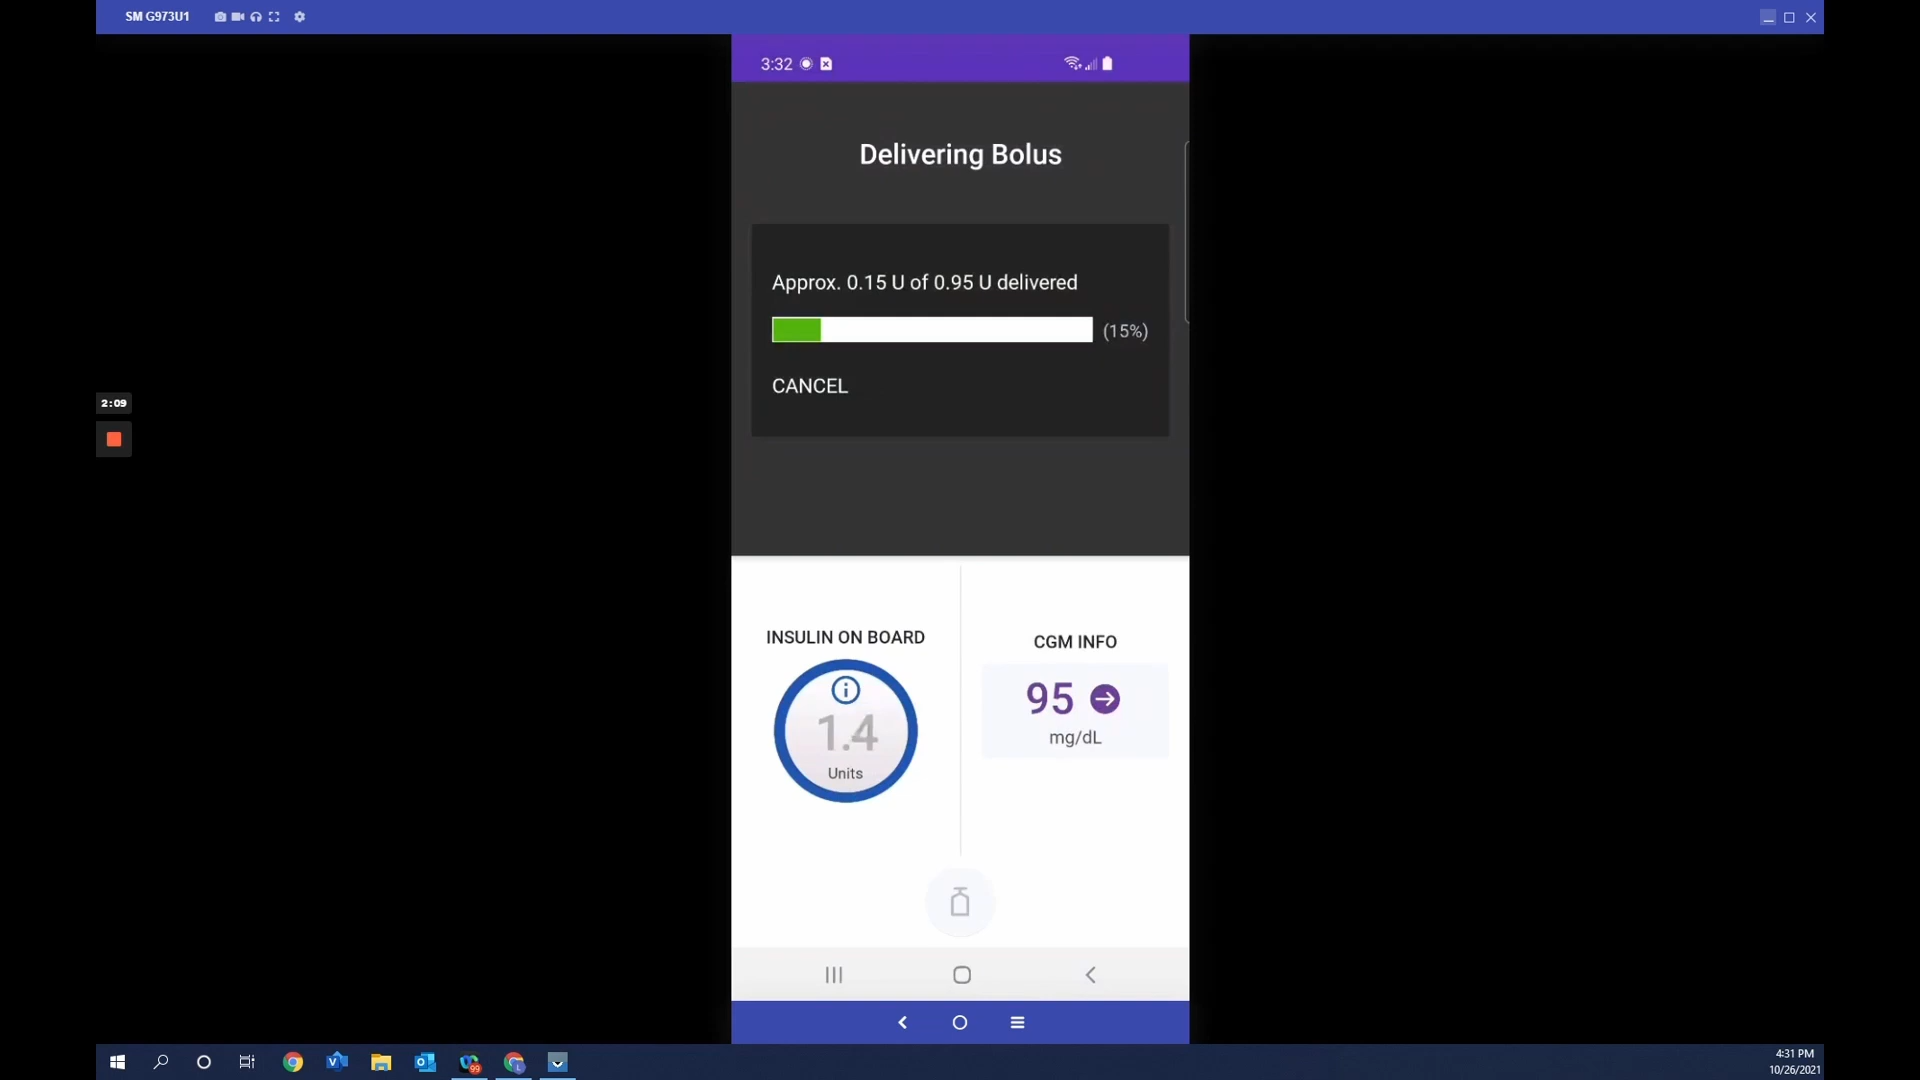 SM G973U1
3:32
Delivering Bolus
Approx. 0.15 U of 0.95 U delivered
(15%)
CANCEL
2:09
INSULIN ON BOARD
1.4
Units
CGM INFO
95
mg/dL
99
L
4:31 PM
10/26/2021